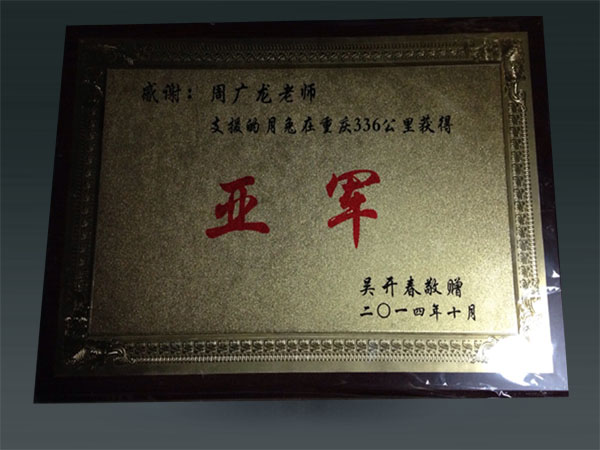 感谢：周广龙老师
支援的月兔在重庆336公里获得
亚军
吴开春敬赠
二〇一四年十月